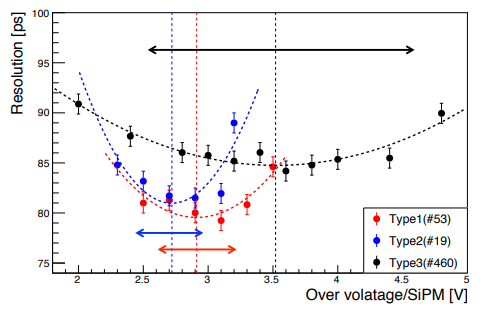 Resolution [ps]
100
95
90
85
80
75
2
2.5
3
3.5
4
4.5
5
Type1(#53)
Type2(#19)
Type3(#460)
Over volatage/SiPM [V]